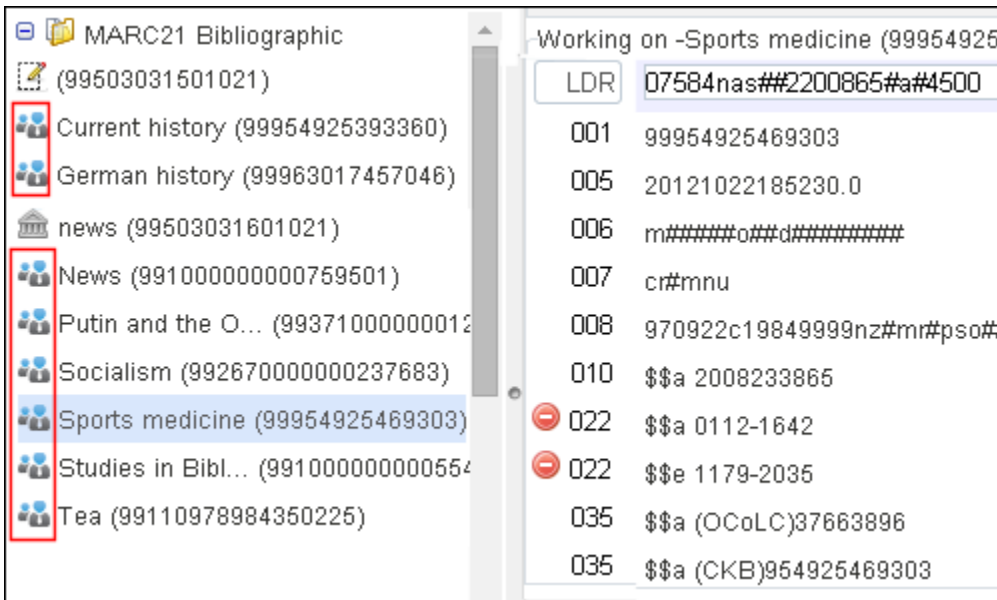 MARC21 Bibliographic
(99503031501021)
Current history (99954925393360)
German history (99963017457046)
news (99503031601021)
News (9910000000000759501)
Putin and the O... (99371000000012
Socialism (992670000000237683)
Sports medicine (99954925469303)
Studies in Bibl... (9910000000000554
Tea (99110978984350225)
Working on -Sports medicine (99954925
LDR 07584nas##2200865#a#4500
001 99954925469303
005 20121022185230.0
006 m#####o##d########
007 cr#mnu
008 970922c19849999nz#mr#pso#
010 $$a 2008233865
022 $$a 0112-1642
022 $$e 1179-2035
035 $$a (OCoLC)37663896
035 $$a (CKB)954925469303